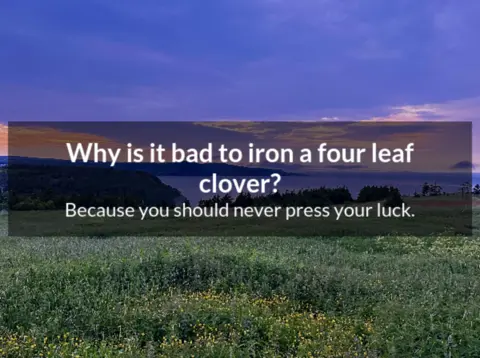 Why is it bad to iron a four leaf
clover?
Because you should never press your luck.